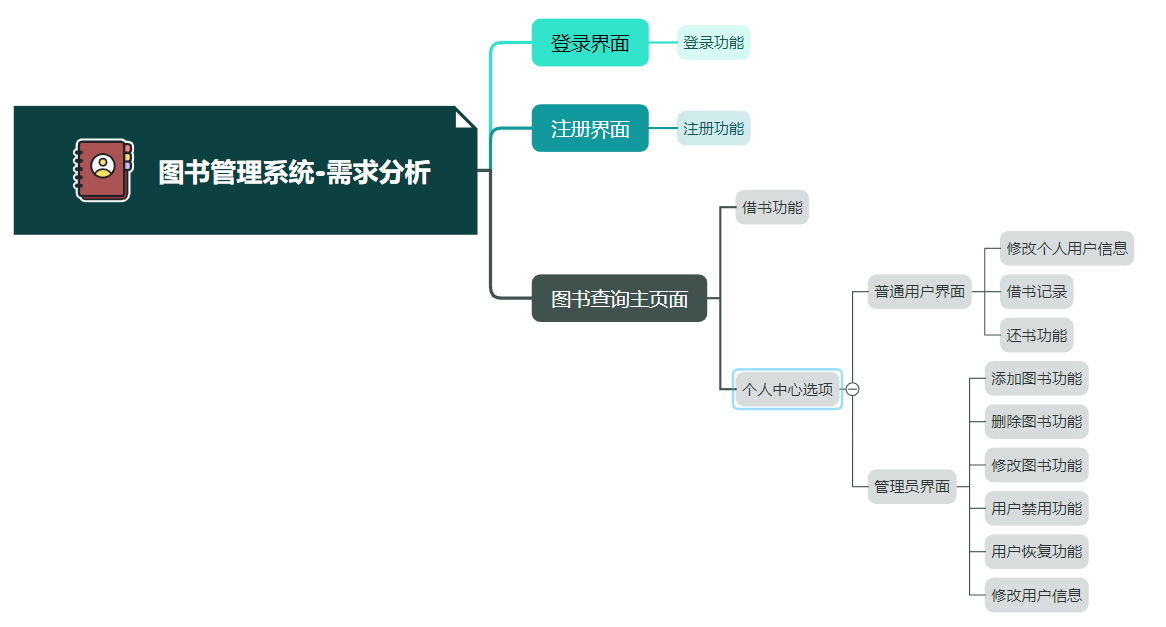 图书管理系统-需求分析
登录界面
登录功能
注册界面
注册功能
图书查询主页面
借书功能
个人中心选项
普通用户界面
修改个人用户信息
借书记录
还书功能
管理员界面
添加图书功能
删除图书功能
修改图书功能
用户禁用功能
用户恢复功能
修改用户信息